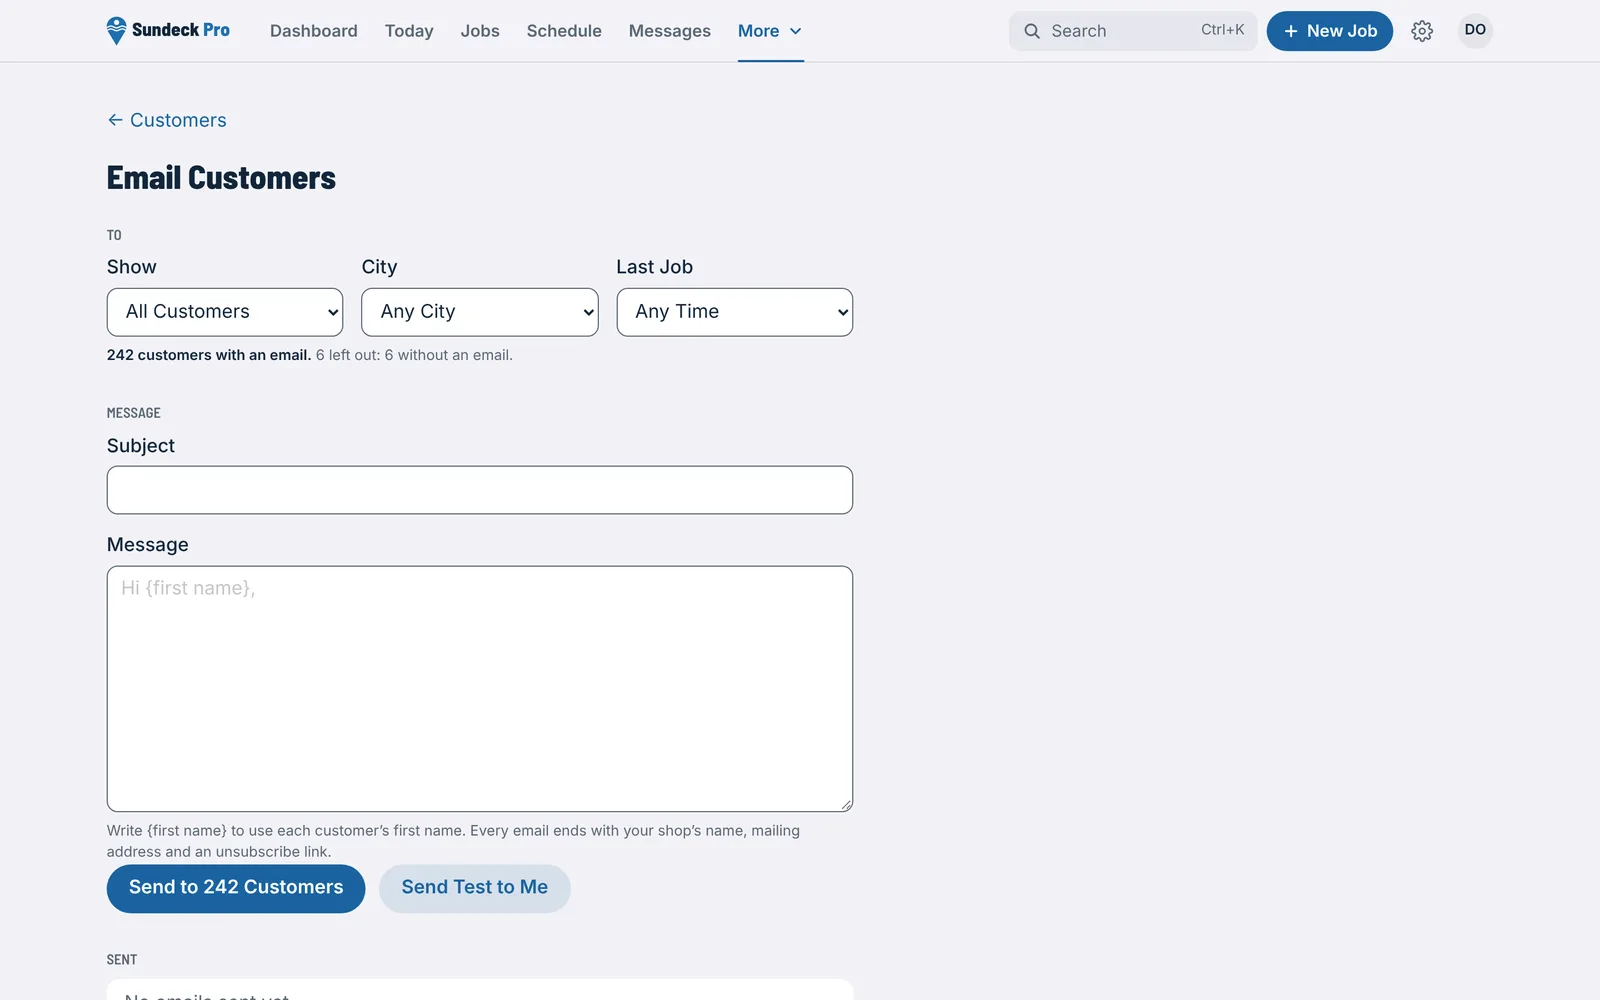 Sundeck Pro
Dashboard
Today
Jobs
Schedule
Messages
More
Search
Ctrl+K
+ New Job
DO
← Customers
Email Customers
TO
Show
City
Last Job
All Customers
Any City
Any Time
242 customers with an email. 6 left out: 6 without an email.
MESSAGE
Subject
Message
Hi {first name},
Write {first name} to use each customer’s first name. Every email ends with your shop’s name, mailing
address and an unsubscribe link.
Send to 242 Customers
Send Test to Me
SENT
No emails sent yet